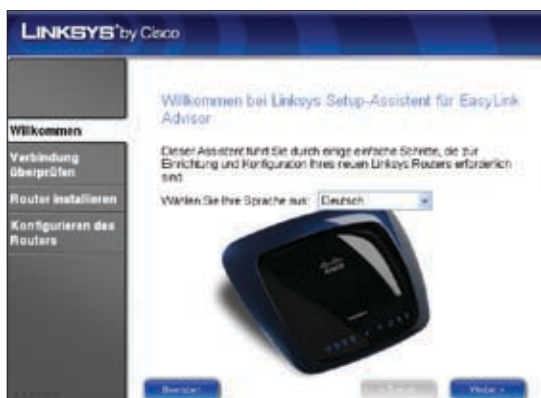 LINKSYS® by Cisco
Willkommen
Verbindung
überprüfen
Router installieren
Konfigurieren des
Routers
Willkommen bei Linksys Setup-Assistent für EasyLink
Advisor
Dieser Assistent führt Sie durch einige einfache Schritte, die zur
Einrichtung und Konfiguration Ihres neuen Linksys Routers erforderlich
sind.
Wählen Sie Ihre Sprache aus: Deutsch
cisco
Beenden
Weiter »